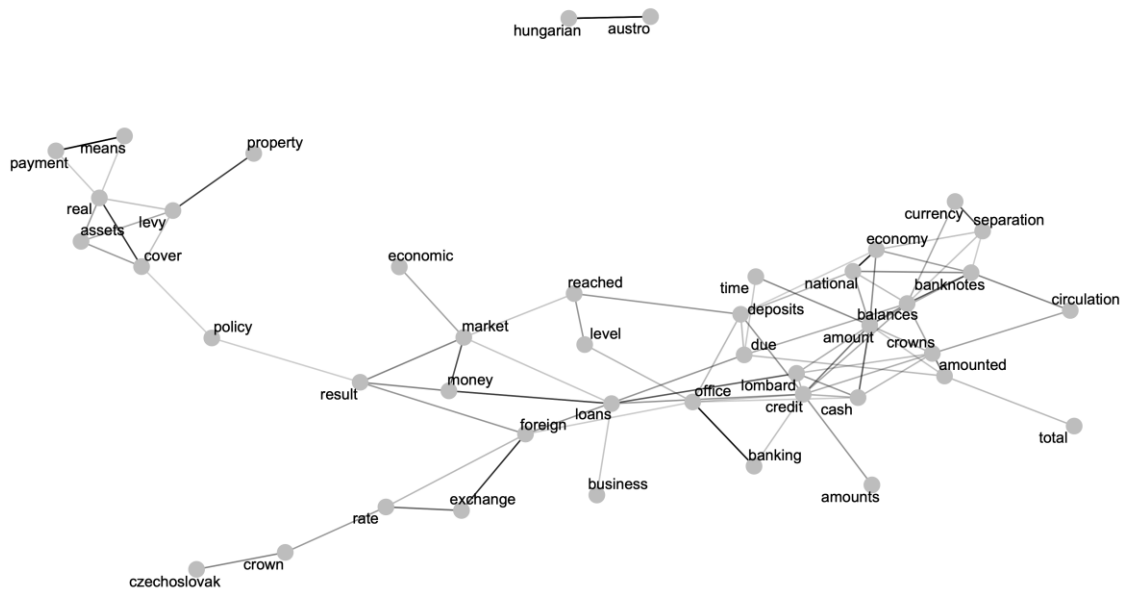 hungarian
austro
payment
means
property
real
levy
assets
cover
currency
separation
economy
economic
national
banknotes
reached
time
deposits
balances
circulation
policy
market
level
due
amount
crowns
amounted
result
money
loans
office
lombard
credit
cash
foreign
total
banking
business
amounts
rate
exchange
crown
czechoslovak